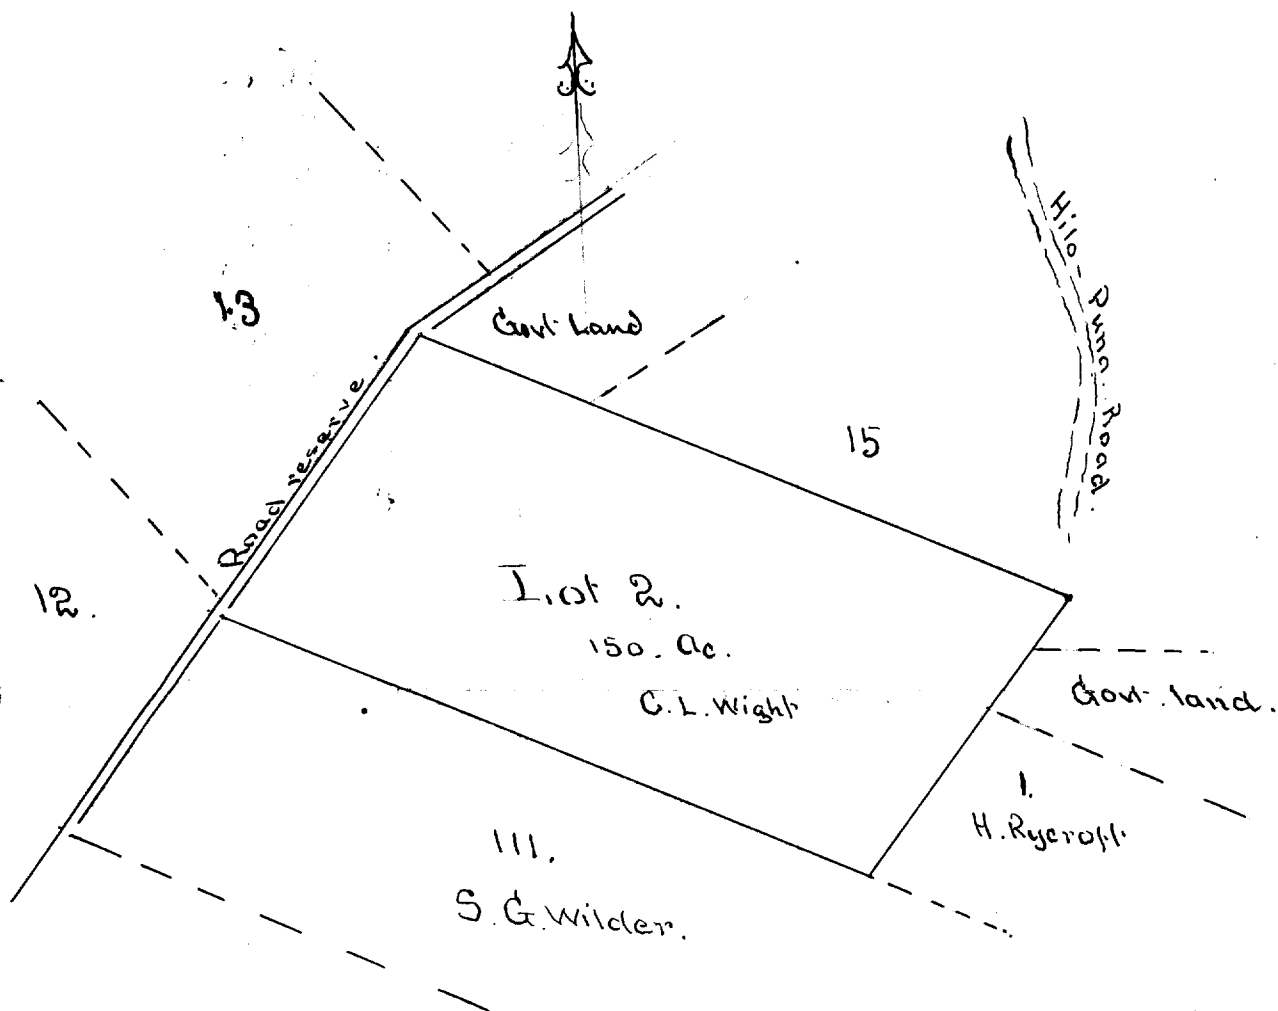 Hilo-Puna-Road.
13
Govt Land
Road reserve
15
12.
Lot 2.
150. Ac.
C.L. Wight
Govt. land.
1.
H. Rycroft
111.
S. G. Wilder.